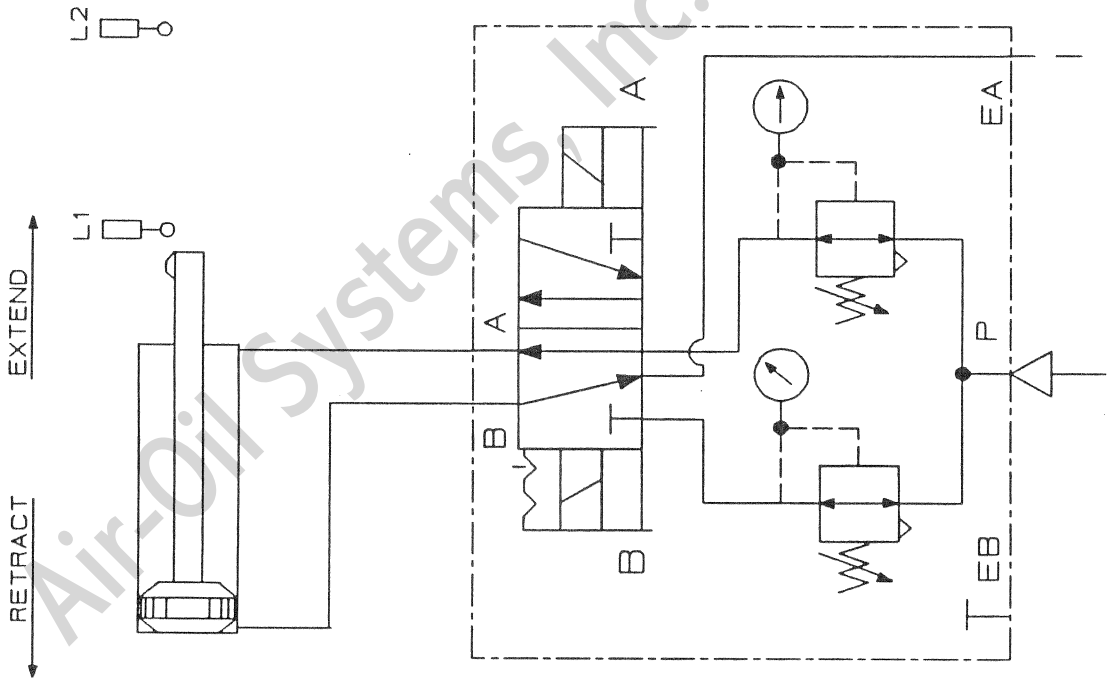 L2
L1
EXTEND
RETRACT
A
B
A
B
EA
P
EB
Air-Oil Systems, Inc.